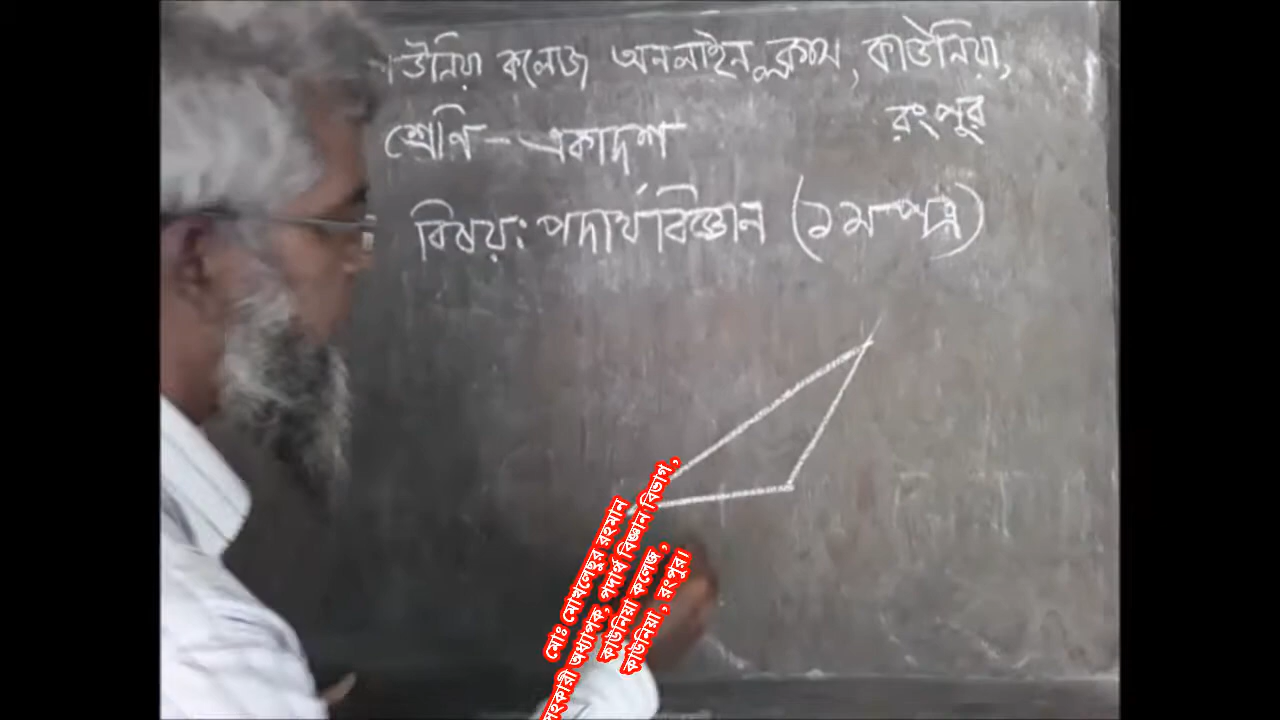 কাউনিয়া কলেজ অনলাইন ক্লাস, কাউনিয়া,
রংপুর
শ্রেণি - একাদশ
বিষয়: পদার্থবিজ্ঞান (১ম পত্র)
মোঃ মোখলেছুর রহমান
সহকারী অধ্যাপক, পদার্থ বিজ্ঞান বিভাগ,
কাউনিয়া কলেজ,
কাউনিয়া, রংপুর।